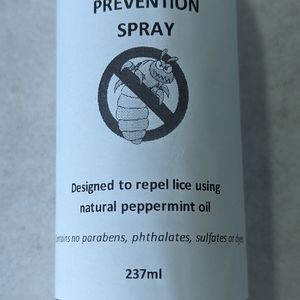 PREVENTION
SPRAY
Designed to repel lice using
natural peppermint oil
contains no parabens, phthalates, sulfates or dyes
237ml